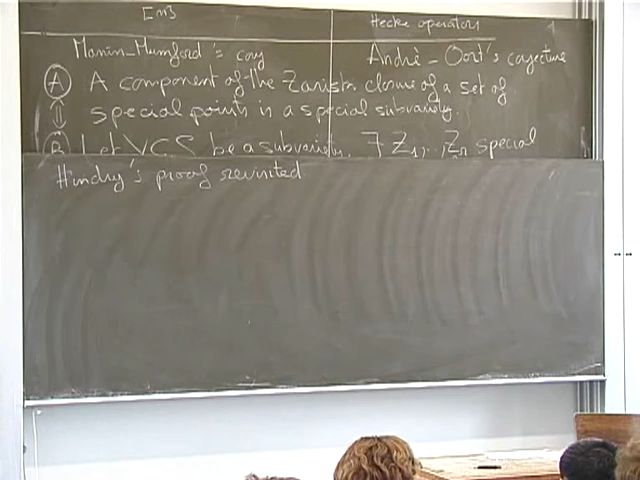 [m]
Hecke operators
Manin-Mumford's conj
André - Oort's conjecture
A A component of the Zariski closure of a set of
⇕ special points is a special subvariety.
B Let V⊂S be a subvariety. ∃ Z₁,..,Zₙ special
Hindry's proof revisited